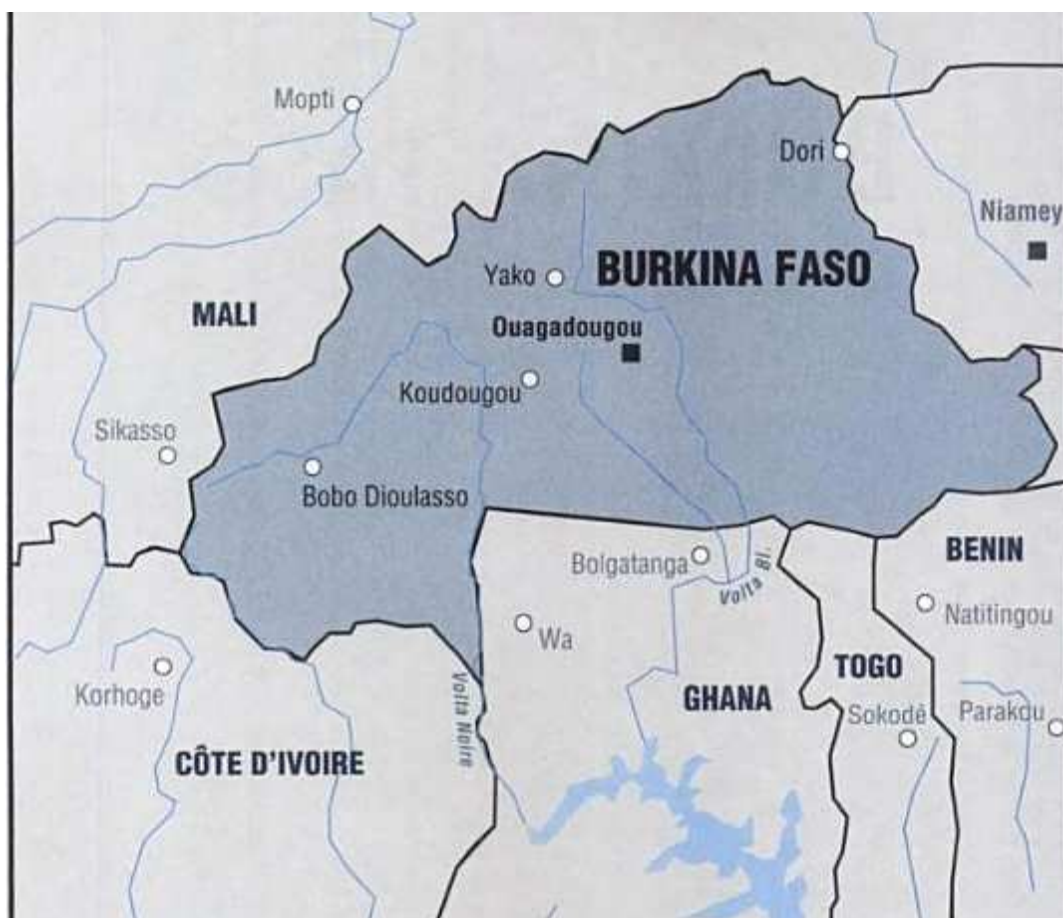 Mopti
Dori
Niamey
Yako
BURKINA FASO
MALI
Ouagadougou
Koudougou
Sikasso
Bobo Dioulasso
BENIN
Bolgatanga
Volta Bl.
Natitingou
Wa
TOGO
Korhoge
Volta Noire
GHANA
Sokodé
Parakou
CÔTE D'IVOIRE